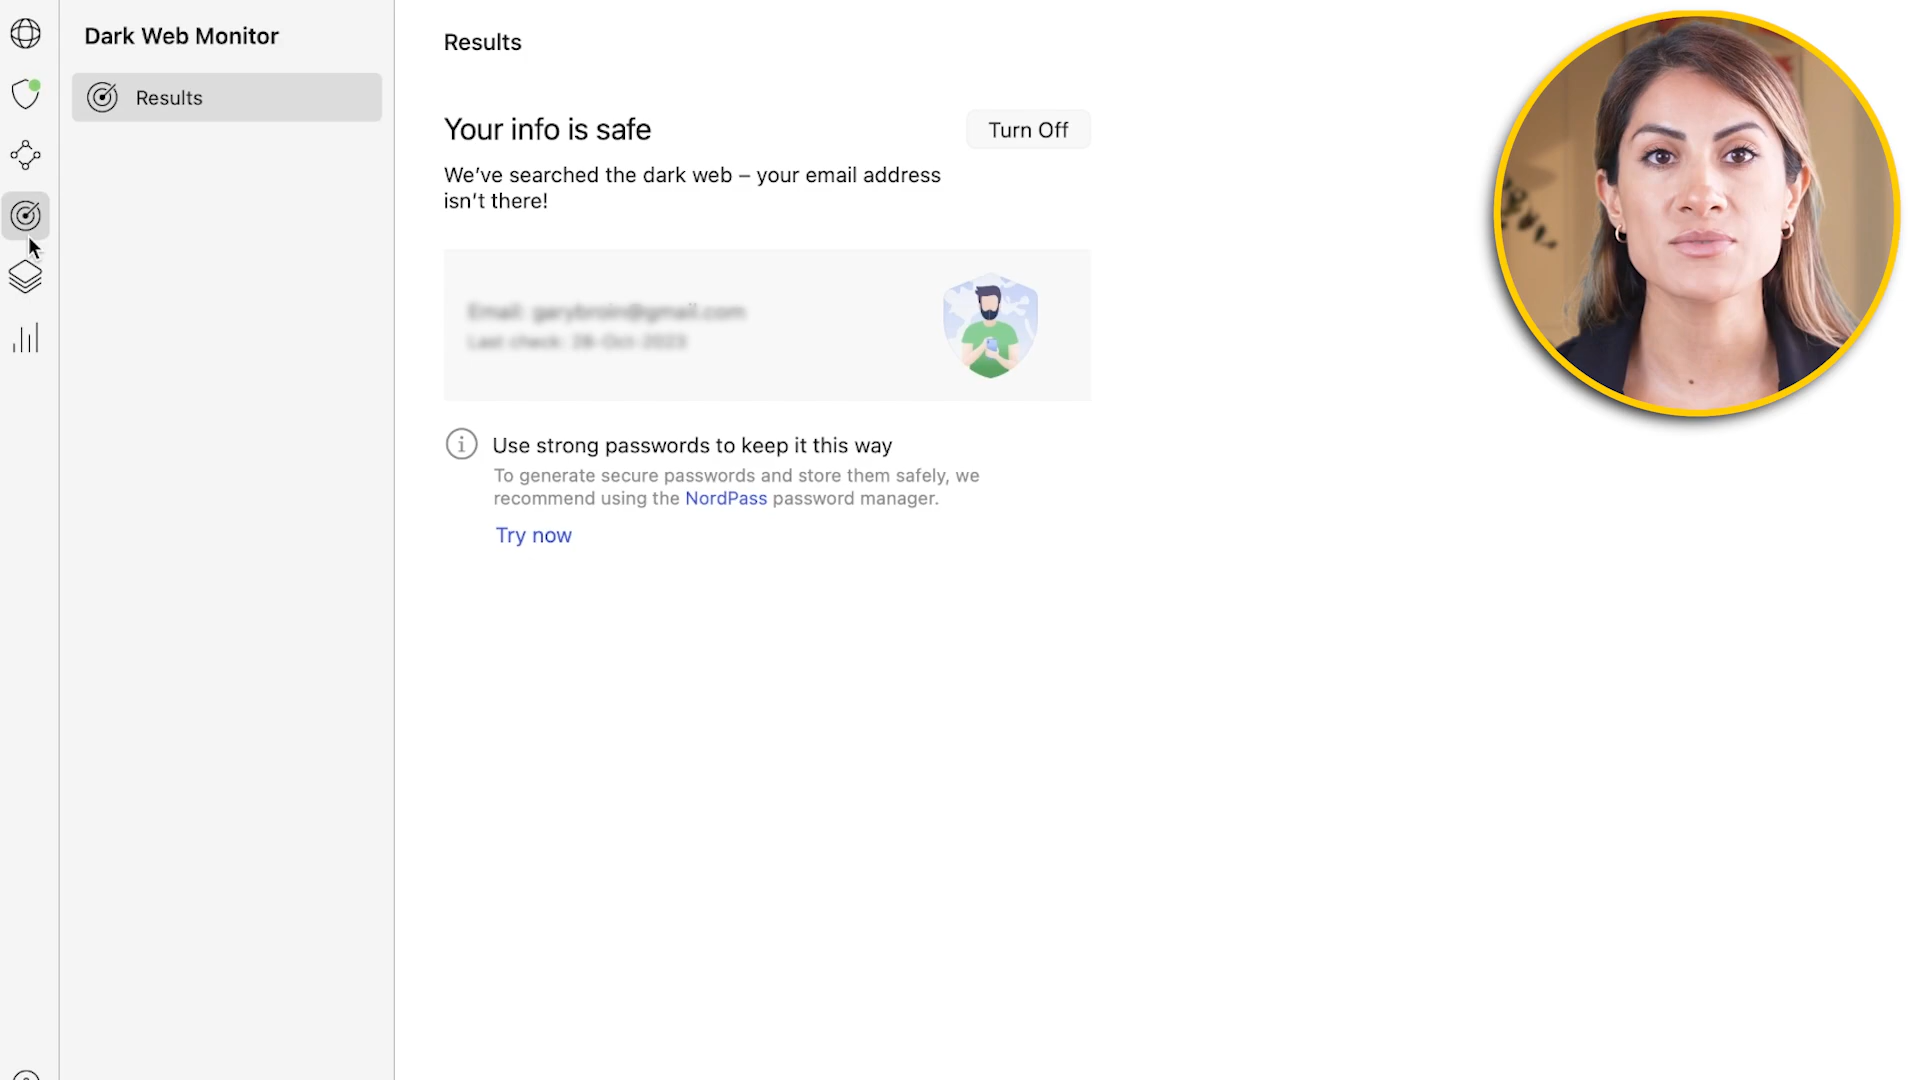 Dark Web Monitor
Results
Results
Your info is safe
Turn Off
We've searched the dark web – your email address
isn't there!
Use strong passwords to keep it this way
To generate secure passwords and store them safely, we
recommend using the NordPass password manager.
Try now